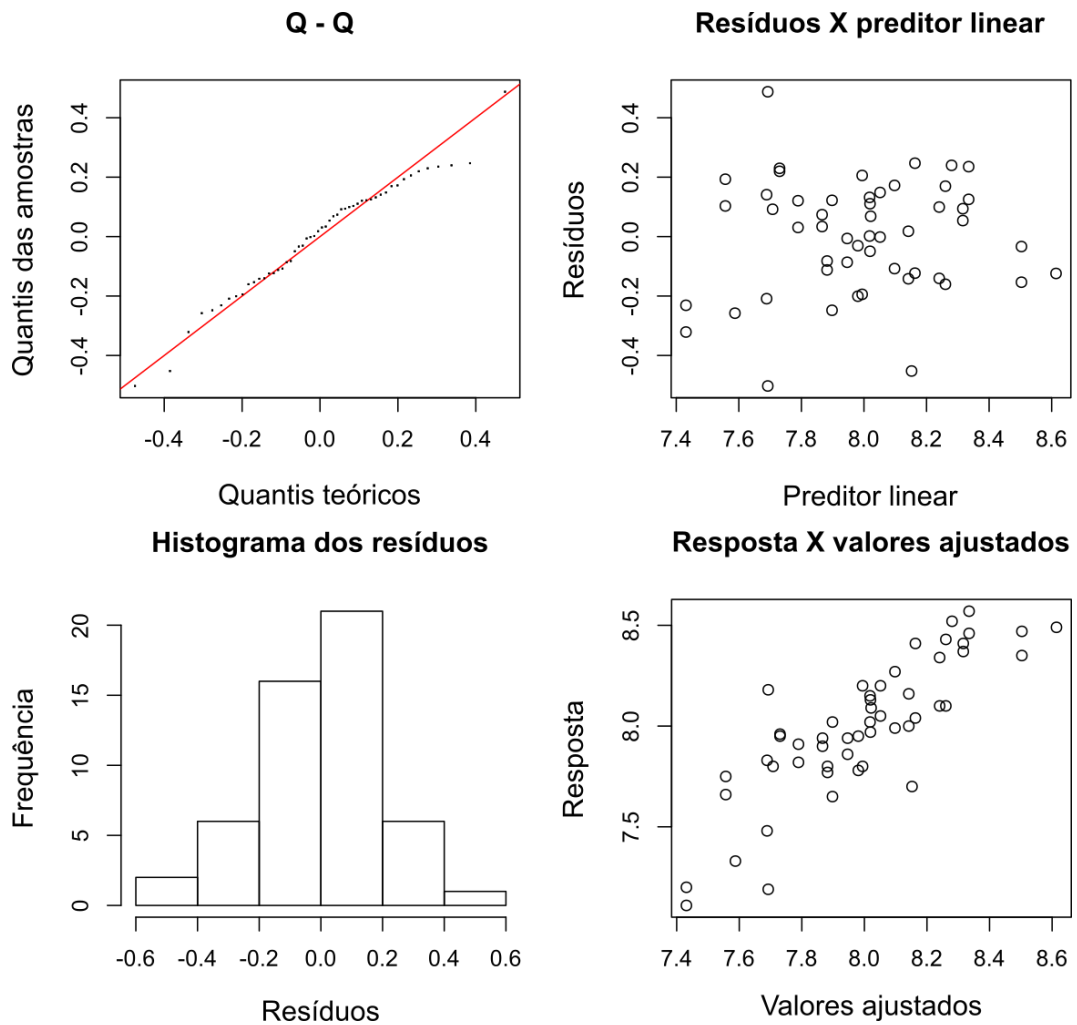 Q - Q
Quantis das amostras
0.4
0.2
0.0
-0.2
-0.4
-0.4 -0.2 0.0 0.2 0.4
Quantis teóricos
Resíduos X preditor linear
Resíduos
0.4
0.2
0.0
-0.2
-0.4
7.4 7.6 7.8 8.0 8.2 8.4 8.6
Preditor linear
Histograma dos resíduos
Frequência
20
15
10
5
0
-0.6 -0.4 -0.2 0.0 0.2 0.4 0.6
Resíduos
Resposta X valores ajustados
Resposta
8.5
8.0
7.5
7.4 7.6 7.8 8.0 8.2 8.4 8.6
Valores ajustados